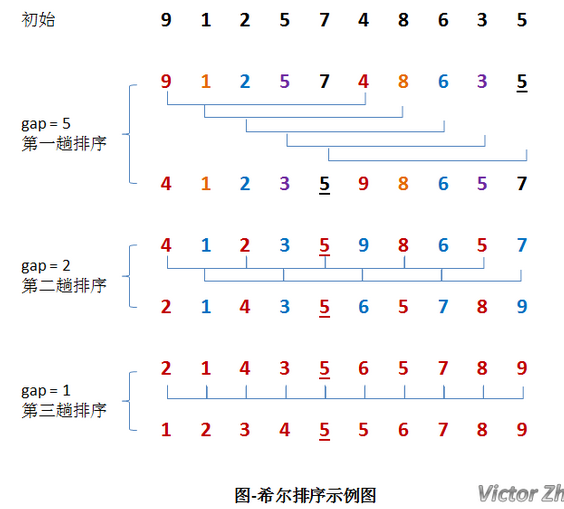 初始 9 1 2 5 7 4 8 6 3 5
9 1 2 5 7 4 8 6 3 5
gap = 5
第一趟排序
4 1 2 3 5 9 8 6 5 7
4 1 2 3 5 9 8 6 5 7
gap = 2
第二趟排序
2 1 4 3 5 6 5 7 8 9
2 1 4 3 5 6 5 7 8 9
gap = 1
第三趟排序
1 2 3 4 5 5 6 7 8 9
图-希尔排序示例图
Victor Zh